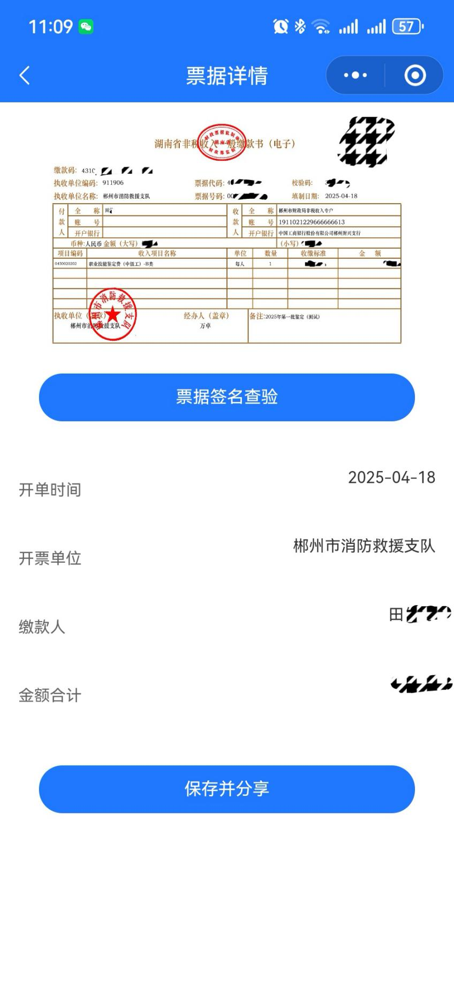 11:09
57
票据详情
湖南省非税收入一般缴款书（电子）
缴款码: 4310
执收单位编码: 911906 票据代码: 4 校验码:
执收单位名称: 郴州市消防救援支队 票据号码: 00 填制日期: 2025-04-18
付款人 全 称 田 收款人 全 称 郴州市财政局非税收入专户
账 号 账 号 1911021229666666613
开户银行 开户银行 中国工商银行股份有限公司郴州财兴支行
币种:人民币 金额（大写） （小写）
项目编码 收入项目名称 单位 数量 收缴标准 金 额
0450020202 职业技能鉴定费（中级工）-B类 每人 1
执收单位（盖章） 经办人（盖章） 备注:2025年第一批鉴定（测试）
郴州市消防救援支队 万卓
票据签名查验
开单时间 2025-04-18
开票单位 郴州市消防救援支队
缴款人 田
金额合计
保存并分享